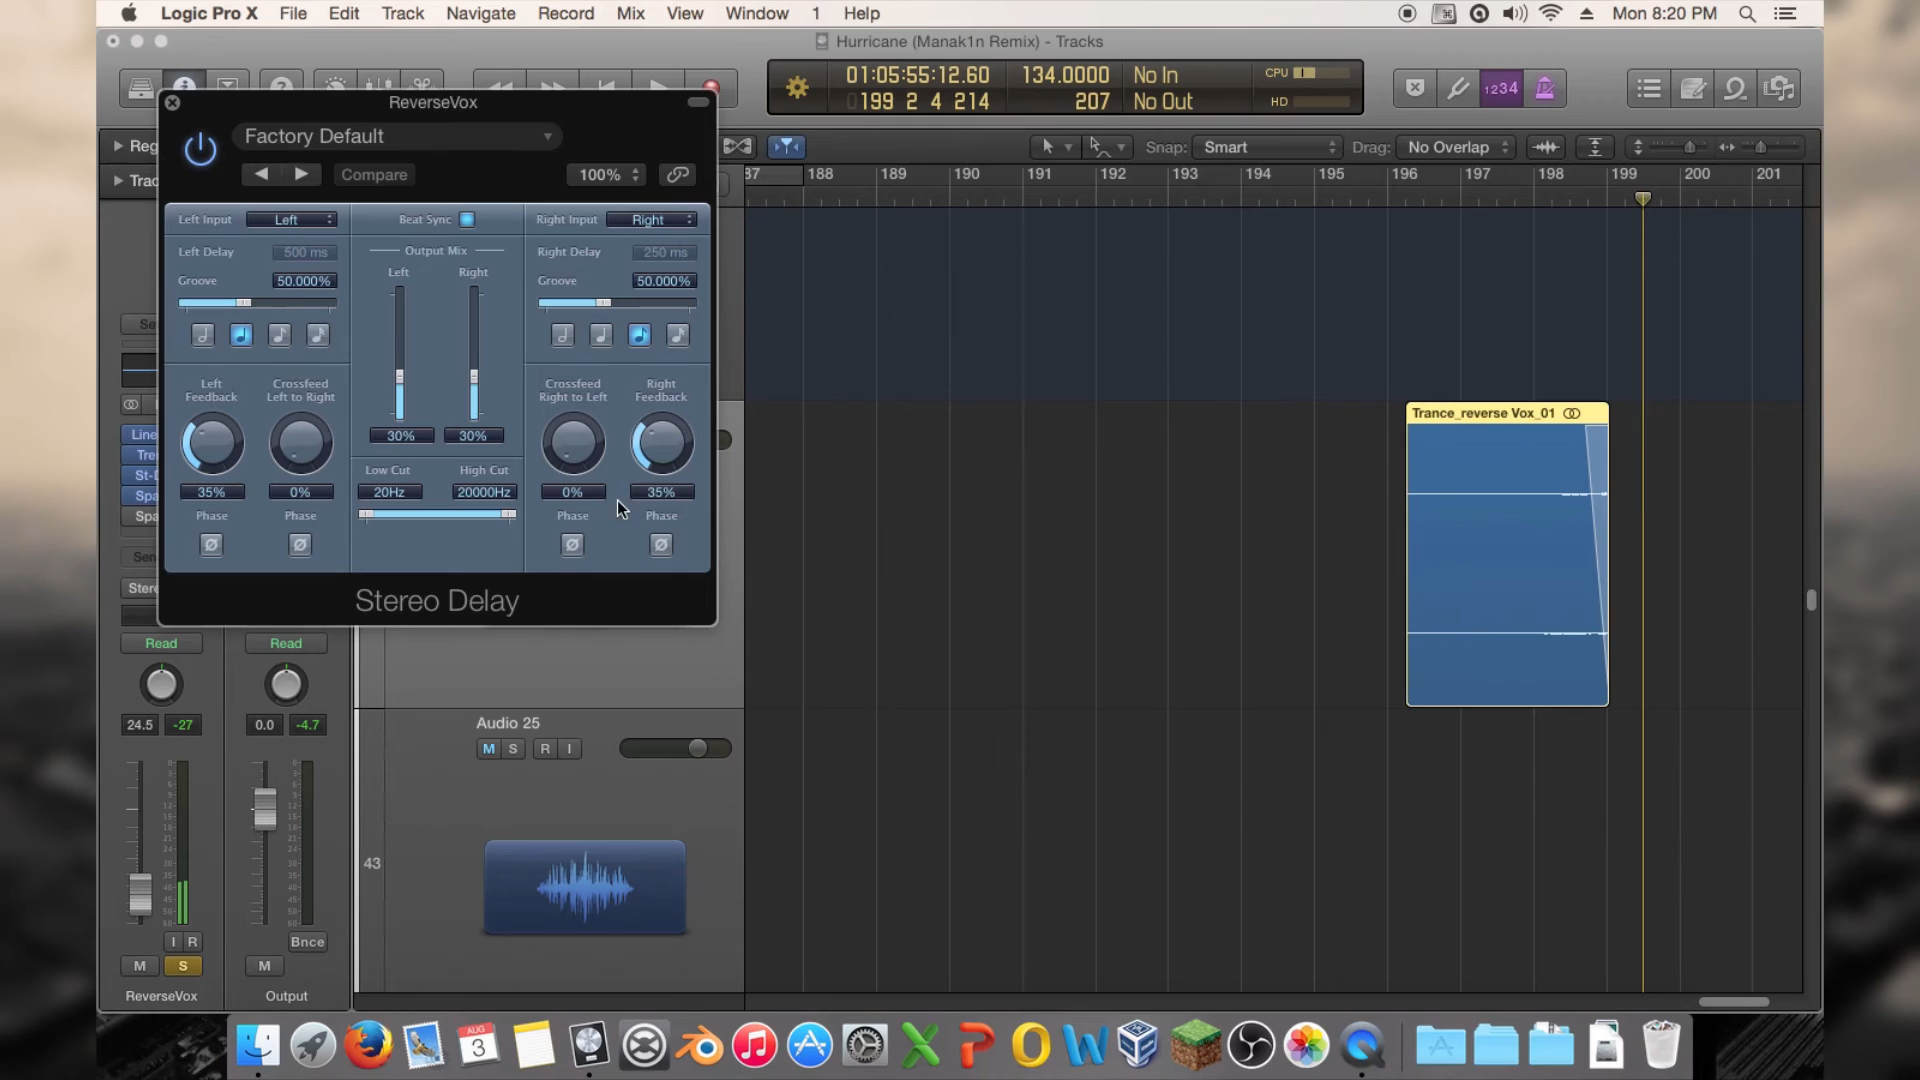 Logic Pro X File Edit Track Navigate Record Mix View Window 1 Help Mon 8:20 PM
Hurricane (Manak1n Remix) - Tracks
01:05:55:12.60 134.0000 No In CPU
199 2 4 214 207 No Out HD
1234
ReverseVox
Factory Default
Compare 100%
Reg
Snap: Smart Drag: No Overlap
87 188 189 190 191 192 193 194 195 196 197 198 199 200 201
Left Input Left Beat Sync Right Input Right
Left Delay 500 ms Output Mix Right Delay 250 ms
Left Right
Groove 50.000% Groove 50.000%
Left Feedback Crossfeed Left to Right Crossfeed Right to Left Right Feedback
30% 30%
Low Cut High Cut
35% 0% 20Hz 20000Hz 0% 35%
Phase Phase Phase Phase
Stereo Delay
Trance_reverse Vox_01
Read Read
24.5 -27 0.0 -4.7
Audio 25
M S R I
43
I R Bnce
M S M
ReverseVox Output
AUG
3